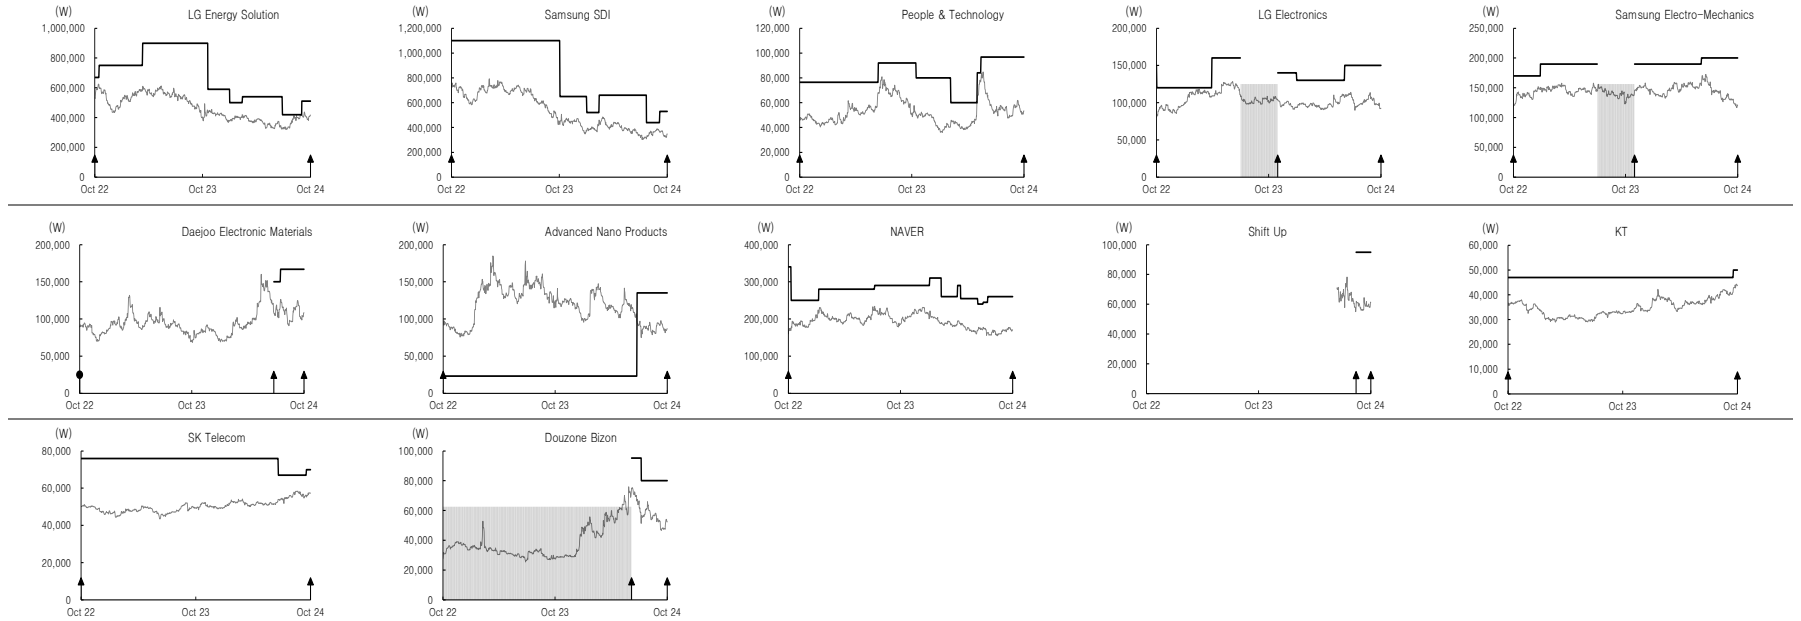 (W) LG Energy Solution
1,000,000
800,000
600,000
400,000
200,000
0
Oct 22 Oct 23 Oct 24
(W) Samsung SDI
1,200,000
1,000,000
800,000
600,000
400,000
200,000
0
Oct 22 Oct 23 Oct 24
(W) People & Technology
120,000
100,000
80,000
60,000
40,000
20,000
0
Oct 22 Oct 23 Oct 24
(W) LG Electronics
200,000
150,000
100,000
50,000
0
Oct 22 Oct 23 Oct 24
(W) Samsung Electro-Mechanics
250,000
200,000
150,000
100,000
50,000
0
Oct 22 Oct 23 Oct 24
(W) Daejoo Electronic Materials
200,000
150,000
100,000
50,000
0
Oct 22 Oct 23 Oct 24
(W) Advanced Nano Products
200,000
150,000
100,000
50,000
0
Oct 22 Oct 23 Oct 24
(W) NAVER
400,000
300,000
200,000
100,000
0
Oct 22 Oct 23 Oct 24
(W) Shift Up
100,000
80,000
60,000
40,000
20,000
0
Oct 22 Oct 23 Oct 24
(W) KT
60,000
50,000
40,000
30,000
20,000
10,000
0
Oct 22 Oct 23 Oct 24
(W) SK Telecom
80,000
60,000
40,000
20,000
0
Oct 22 Oct 23 Oct 24
(W) Douzone Bizon
100,000
80,000
60,000
40,000
20,000
0
Oct 22 Oct 23 Oct 24